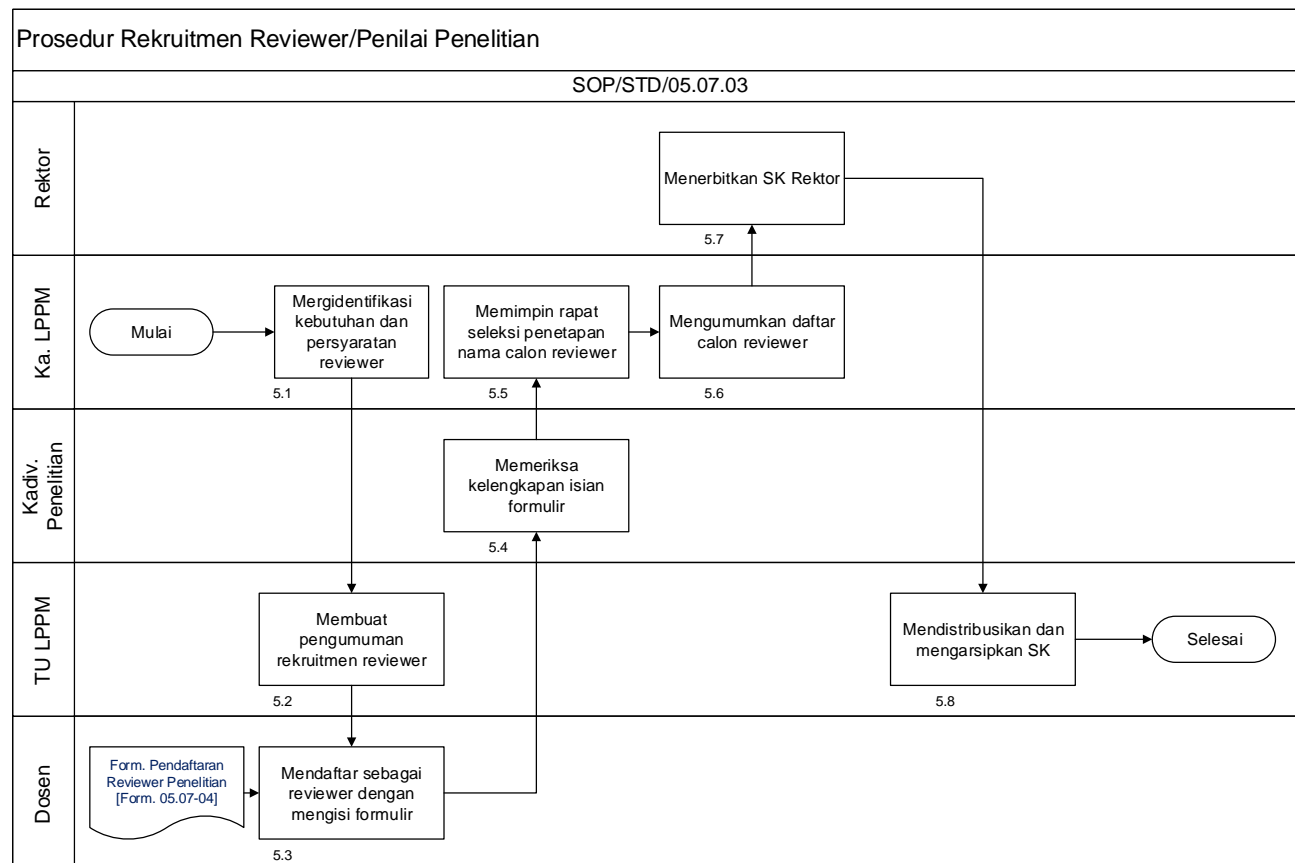 Prosedur Rekruitmen Reviewer/Penilai Penelitian
SOP/STD/05.07.03
Rektor
Menerbitkan SK Rektor
5.7
Ka. LPPM
Mulai
Mergidentifikasi
kebutuhan dan
persyaratan
reviewer
5.1
Memimpin rapat
seleksi penetapan
nama calon reviewer
5.5
Mengumumkan daftar
calon reviewer
5.6
Kadiv.
Penelitian
Memeriksa
kelengkapan isian
formulir
5.4
TU LPPM
Membuat
pengumuman
rekruitmen reviewer
5.2
Mendistribusikan dan
mengarsipkan SK
5.8
Selesai
Dosen
Form. Pendaftaran
Reviewer Penelitian
[Form. 05.07-04]
Mendaftar sebagai
reviewer dengan
mengisi formulir
5.3